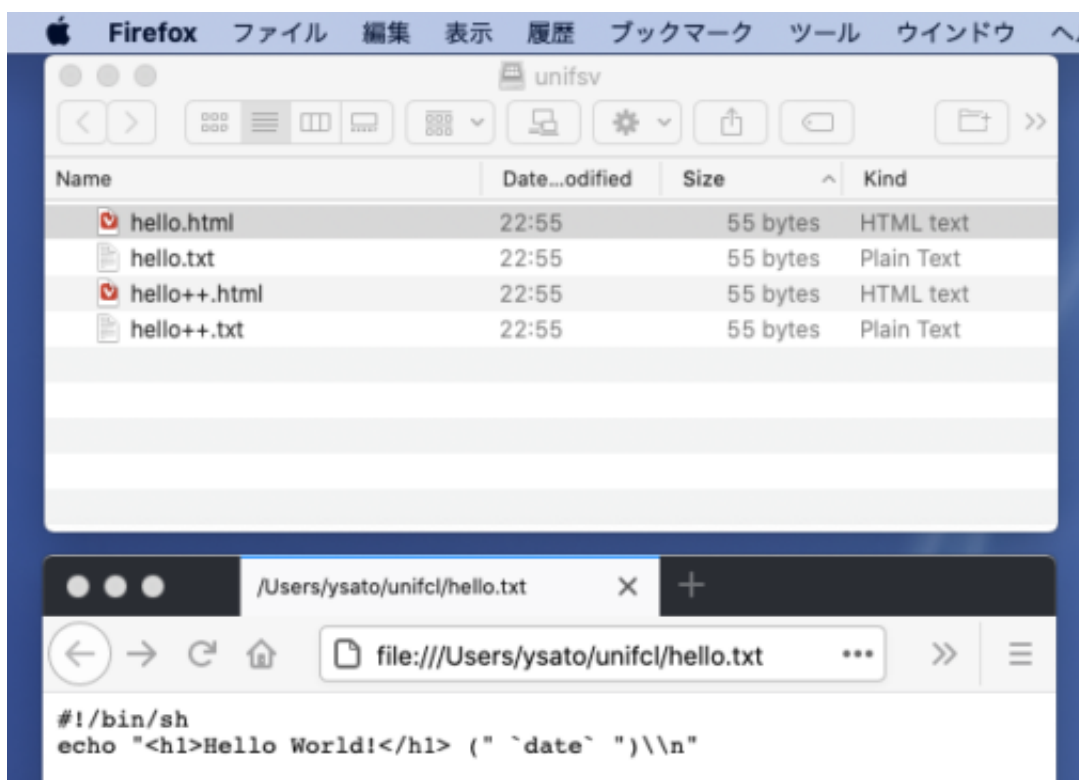 Firefox ファイル 編集 表示 履歴 ブックマーク ツール ウインドウ
unifsv
Name Date...odified Size Kind
hello.html 22:55 55 bytes HTML text
hello.txt 22:55 55 bytes Plain Text
hello++.html 22:55 55 bytes HTML text
hello++.txt 22:55 55 bytes Plain Text
/Users/ysato/unifcl/hello.txt
file:///Users/ysato/unifcl/hello.txt
#!/bin/sh
echo "<h1>Hello World!</h1> (" `date` ")\\n"